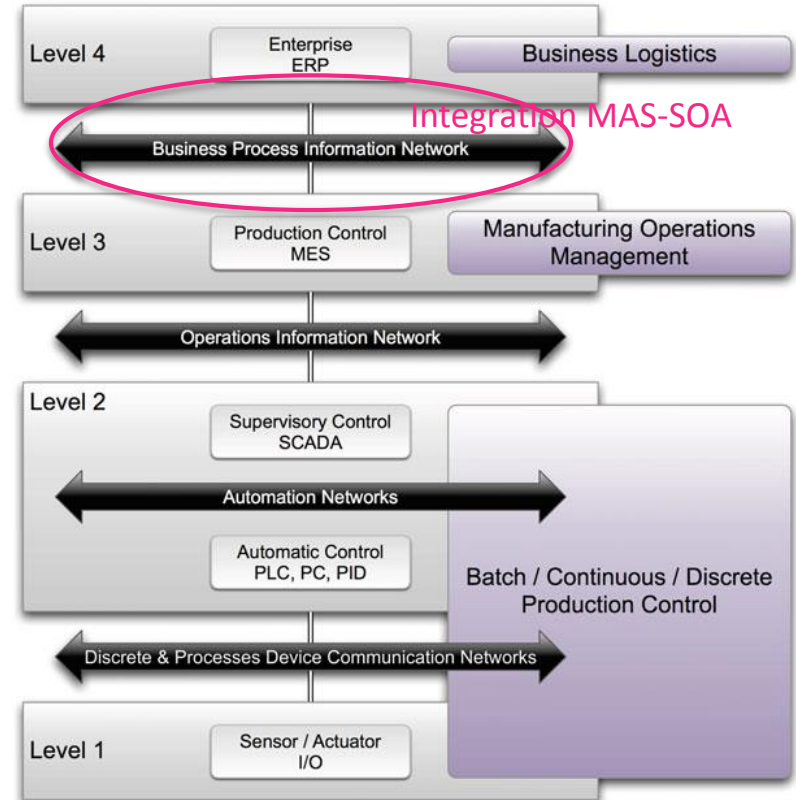 Level 4
Enterprise
ERP
Business Logistics
Integration MAS-SOA
Business Process Information Network
Level 3
Production Control
MES
Manufacturing Operations
Management
Operations Information Network
Level 2
Supervisory Control
SCADA
Automation Networks
Automatic Control
PLC, PC, PID
Batch / Continuous / Discrete
Production Control
Discrete & Processes Device Communication Networks
Level 1
Sensor / Actuator
I/O